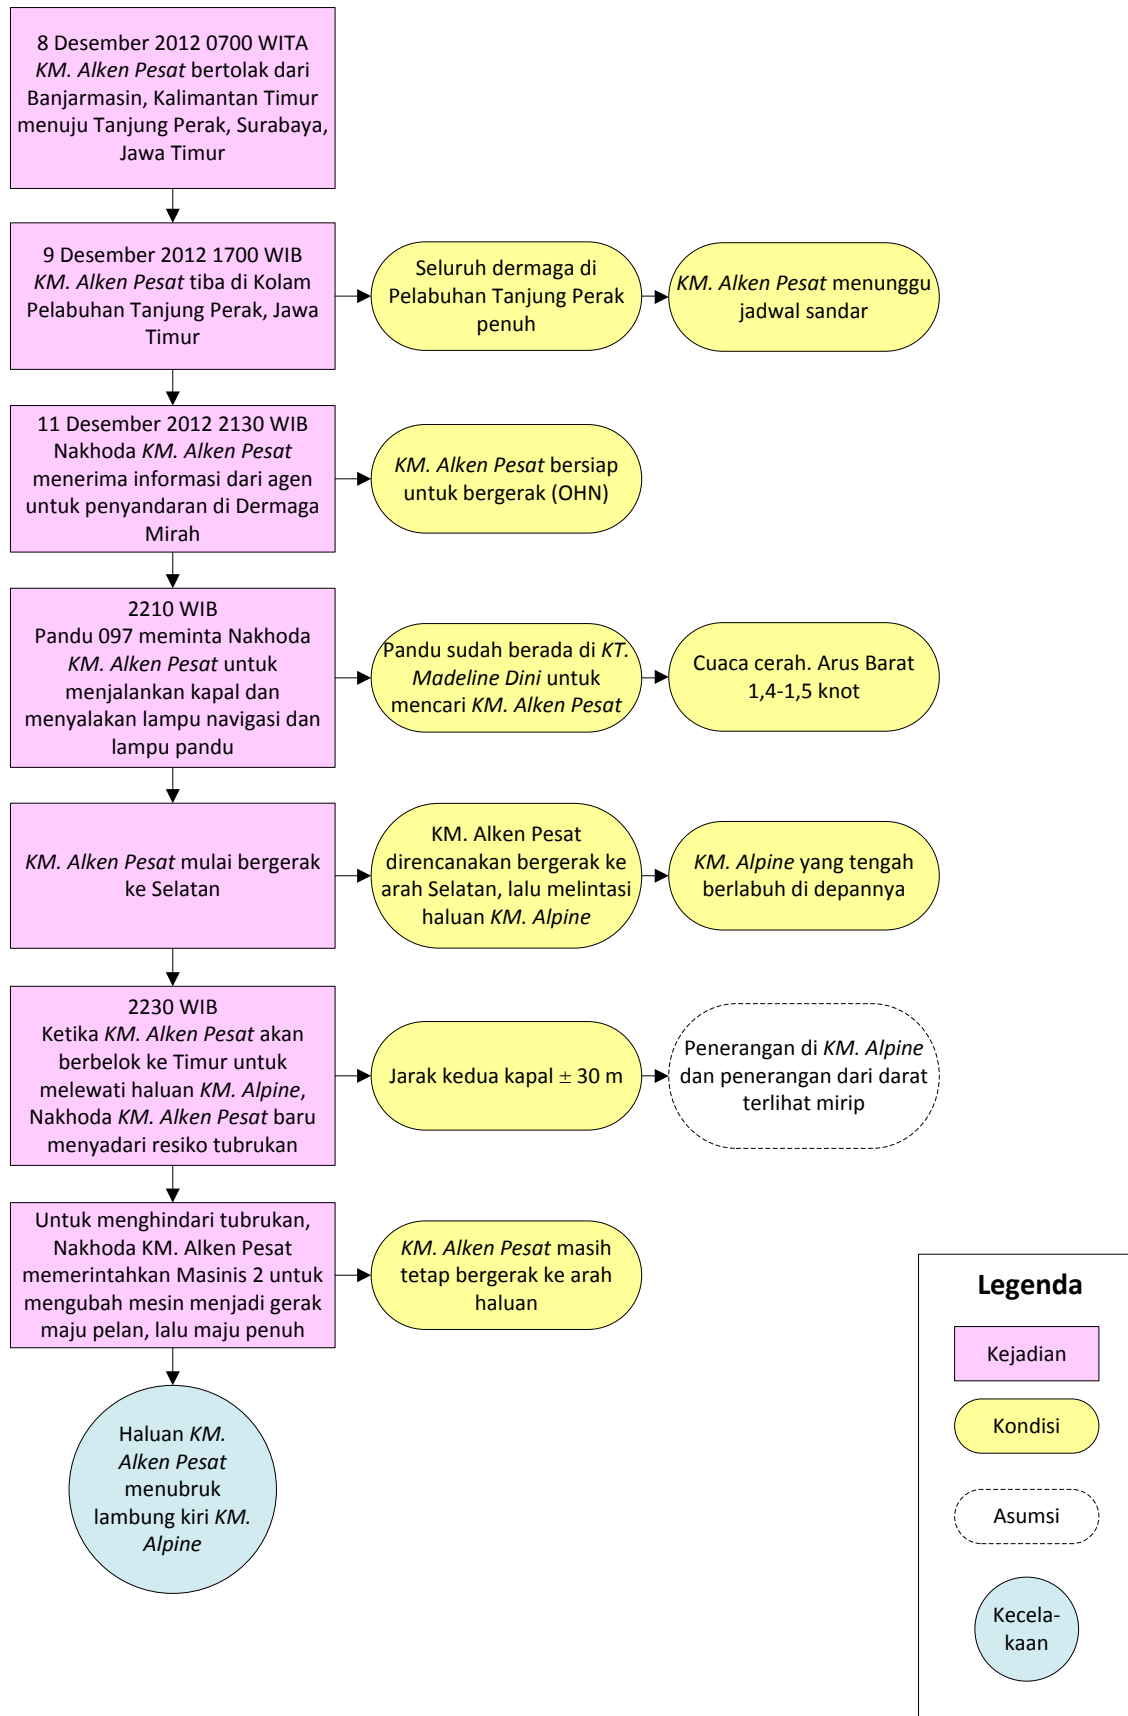 8 Desember 2012 0700 WITA
KM. Alken Pesat bertolak dari
Banjarmasin, Kalimantan Timur
menuju Tanjung Perak, Surabaya,
Jawa Timur
9 Desember 2012 1700 WIB
KM. Alken Pesat tiba di Kolam
Pelabuhan Tanjung Perak, Jawa
Timur
Seluruh dermaga di
Pelabuhan Tanjung Perak
penuh
KM. Alken Pesat menunggu
jadwal sandar
11 Desember 2012 2130 WIB
Nakhoda KM. Alken Pesat
menerima informasi dari agen
untuk penyandaran di Dermaga
Mirah
KM. Alken Pesat bersiap
untuk bergerak (OHN)
2210 WIB
Pandu 097 meminta Nakhoda
KM. Alken Pesat untuk
menjalankan kapal dan
menyalakan lampu navigasi dan
lampu pandu
Pandu sudah berada di KT.
Madeline Dini untuk
mencari KM. Alken Pesat
Cuaca cerah. Arus Barat
1,4-1,5 knot
KM. Alken Pesat mulai bergerak
ke Selatan
KM. Alken Pesat
direncanakan bergerak ke
arah Selatan, lalu melintasi
haluan KM. Alpine
KM. Alpine yang tengah
berlabuh di depannya
2230 WIB
Ketika KM. Alken Pesat akan
berbelok ke Timur untuk
melewati haluan KM. Alpine,
Nakhoda KM. Alken Pesat baru
menyadari resiko tubrukan
Jarak kedua kapal ± 30 m
Penerangan di KM. Alpine
dan penerangan dari darat
terlihat mirip
Untuk menghindari tubrukan,
Nakhoda KM. Alken Pesat
memerintahkan Masinis 2 untuk
mengubah mesin menjadi gerak
maju pelan, lalu maju penuh
KM. Alken Pesat masih
tetap bergerak ke arah
haluan
Haluan KM.
Alken Pesat
menubruk
lambung kiri KM.
Alpine
Legenda
Kejadian
Kondisi
Asumsi
Kecela-
kaan